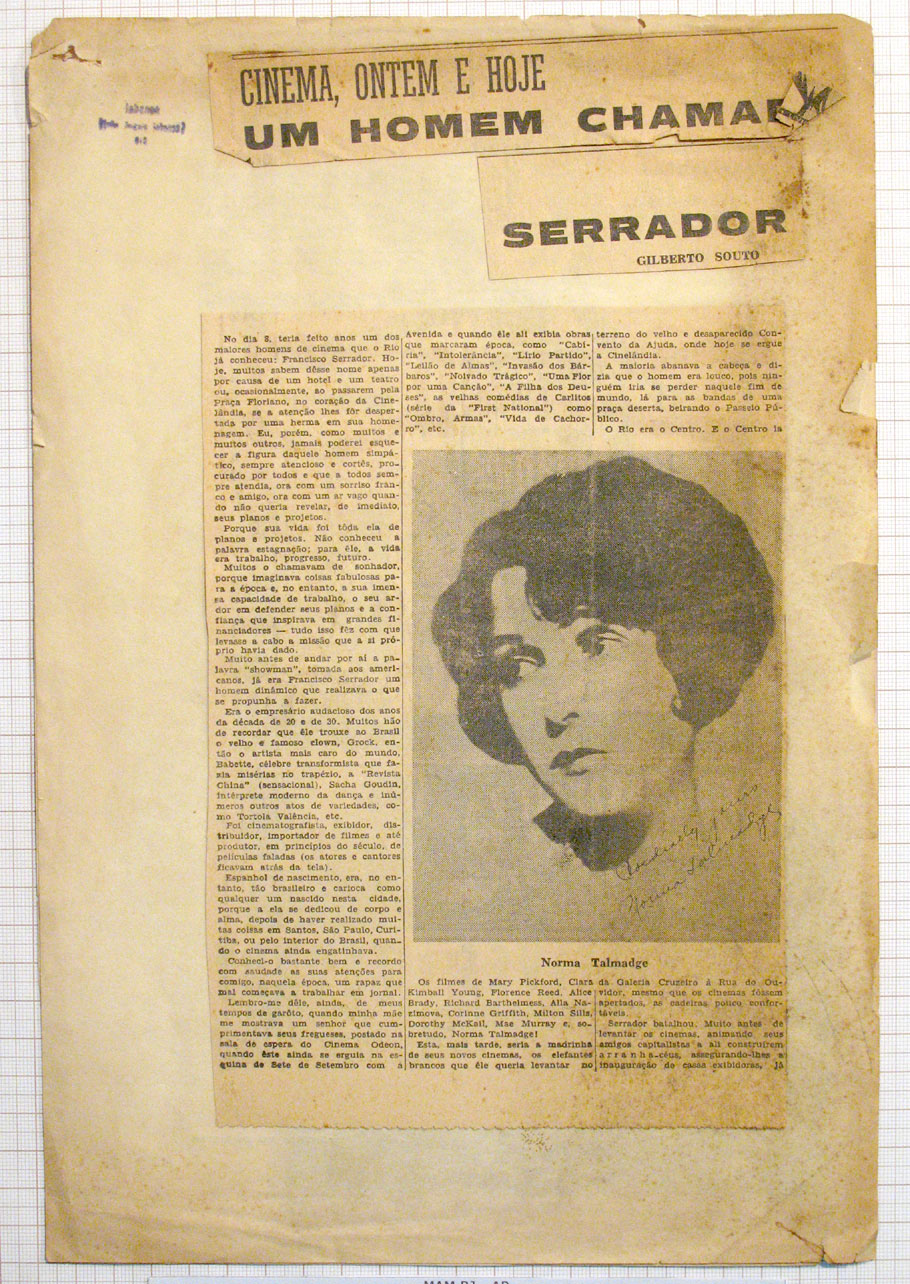 CINEMA, ONTEM E HOJE
UM HOMEM CHAMAD
SERRADOR
GILBERTO SOUTO
No dia 8, teria feito anos um dos
maiores homens de cinema que o Rio
já conheceu: Francisco Serrador. Ho-
je, muitos sabem dêsse nome apenas
por causa de um hotel e um teatro
ou, ocasionalmente, ao passarem pela
Praça Floriano, no coração da Cine-
lândia, se a atenção lhes fôr desper-
tada por uma herma em sua home-
nagem. Eu, porém, como muitos e
muitos outros, jamais poderei esque-
cer a figura daquele homem simpá-
tico, sempre atencioso e cortês, pro-
curado por todos e que a todos sem-
pre atendia, ora com um sorriso fran-
co e amigo, ora com um ar vago quan-
do não queria revelar, de imediato,
seus planos e projetos.
Porque sua vida foi tôda ela de
planos e projetos. Não conheceu a
palavra estagnação; para êle, a vida
era trabalho, progresso, futuro.
Muitos o chamavam de sonhador,
porque imaginava coisas fabulosas pa-
ra a época e, no entanto, a sua imen-
sa capacidade de trabalho, o seu ar-
dor em defender seus planos e a con-
fiança que inspirava em grandes fi-
nanciadores — tudo isso fêz com que
levasse a cabo a missão que a si pró-
prio havia dado.
Muito antes de andar por aí a pa-
lavra "showman", tomada aos ameri-
canos, já era Francisco Serrador um
homem dinâmico que realizava o que
se propunha a fazer.
Era o empresário audacioso dos anos
da década de 20 e de 30. Muitos hão
de recordar que êle trouxe ao Brasil
o velho e famoso clown, Grock, en-
tão o artista mais caro do mundo,
Babette, célebre transformista que fa-
zia misérias no trapézio, a "Revista
China" (sensacional), Sacha Goudin,
intérprete moderno da dança e inú-
meros outros atos de variedades, co-
mo Tortola Valência, etc.
Foi cinematografista, exibidor, dis-
tribuidor, importador de filmes e até
produtor, em princípios do século, de
películas faladas (os atores e cantores
ficavam atrás da tela).
Espanhol de nascimento, era, no en-
tanto, tão brasileiro e carioca como
qualquer um nascido nesta cidade,
porque a ela se dedicou de corpo e
alma, depois de haver realizado mui-
tas coisas em Santos, São Paulo, Curi-
tiba, ou pelo interior do Brasil, quan-
do o cinema ainda engatinhava.
Conheci-o bastante bem e recordo
com saudade as suas atenções para
comigo, naquela época, um rapaz que
mal começava a trabalhar em jornal.
Lembro-me dêle, ainda, de meus
tempos de garôto, quando minha mãe
me mostrava um senhor que cum-
primentava seus fregueses, postado na
sala de espera do Cinema Odeon,
quando êste ainda se erguia na es-
quina de Sete de Setembro com a
Avenida e quando êle ali exibia obras
que marcaram época, como "Cabi-
ria", "Intolerância", "Lírio Partido",
"Leilão de Almas", "Invasão dos Bár-
baros", "Noivado Trágico", "Uma Flor
por uma Canção", "A Filha dos Deu-
ses", as velhas comédias de Carlitos
(série da "First National") como
"Ombro, Armas", "Vida de Cachor-
ro", etc.
Os filmes de Mary Pickford, Clara
Kimball Young, Florence Reed, Alice
Brady, Richard Barthelmess, Alla Na-
zimova, Corinne Griffith, Milton Sills,
Dorothy McKail, Mae Murray e, so-
bretudo, Norma Talmadge!
Esta, mais tarde, seria a madrinha
de seus novos cinemas, os elefantes
brancos que êle queria levantar no
terreno do velho e desaparecido Con-
vento da Ajuda, onde hoje se ergue
a Cinelândia.
A maioria abanava a cabeça e di-
zia que o homem era louco, pois nin-
guém iria se perder naquele fim de
mundo, lá para as bandas de uma
praça deserta, beirando o Passeio Pú-
blico.
O Rio era o Centro. E o Centro ia
da Galeria Cruzeiro à Rua do Ou-
vidor, mesmo que os cinemas fôssem
apertados, as cadeiras pouco confor-
táveis.
Serrador batalhou. Muito antes de
levantar os cinemas, animando seus
amigos capitalistas a ali construírem
arranha-céus, assegurando-lhes a
inauguração de casas exibidoras. Já
Cordially yours
Norma Talmadge
Norma Talmadge